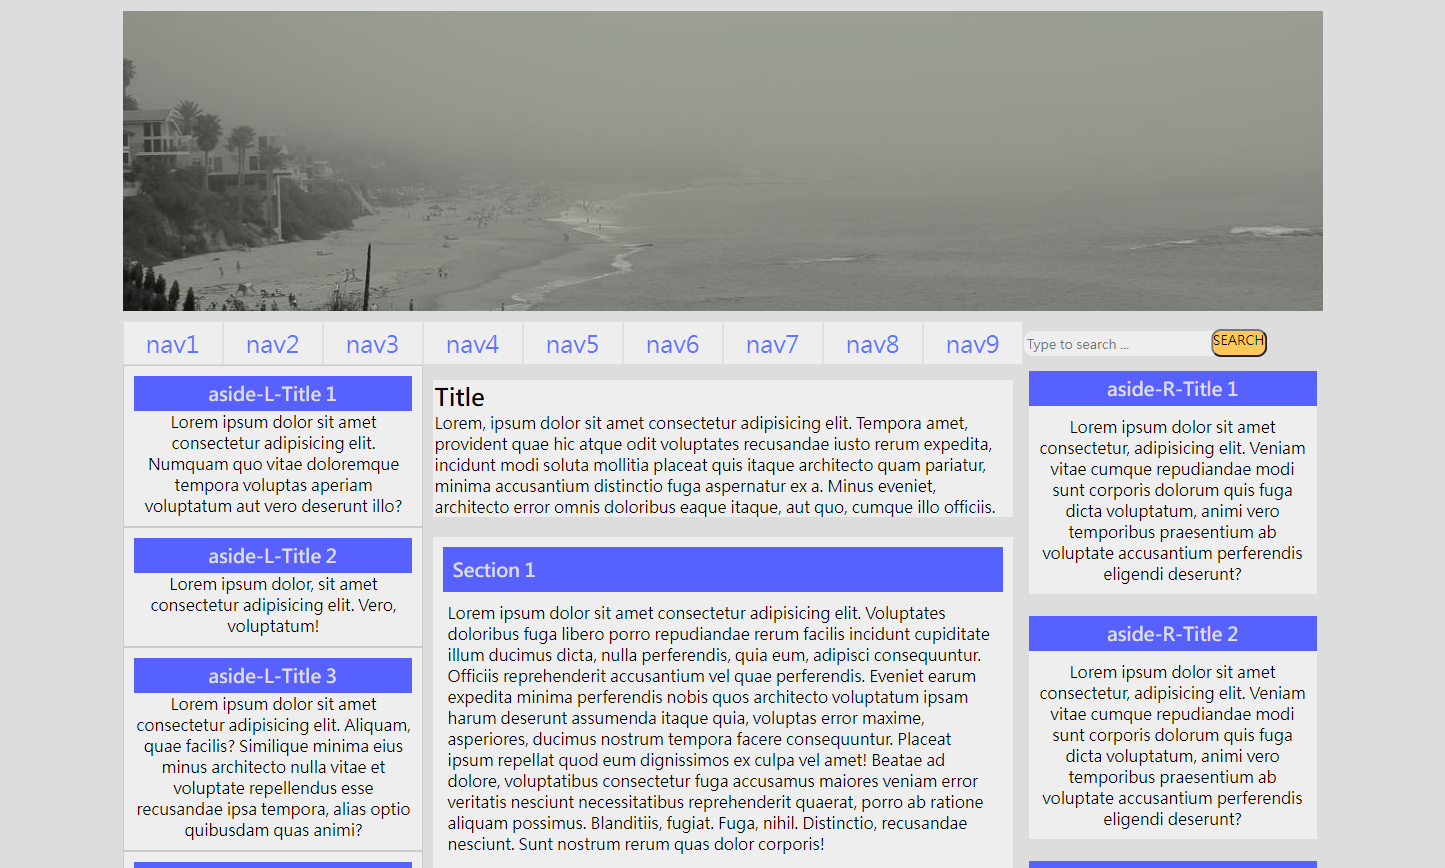 nav1
nav2
nav3
nav4
nav5
nav6
nav7
nav8
nav9
Type to search ...
SEARCH
aside-L-Title 1
Lorem ipsum dolor sit amet
consectetur adipisicing elit.
Numquam quo vitae doloremque
tempora voluptas aperiam
voluptatum aut vero deserunt illo?
aside-L-Title 2
Lorem ipsum dolor, sit amet
consectetur adipisicing elit. Vero,
voluptatum!
aside-L-Title 3
Lorem ipsum dolor sit amet
consectetur adipisicing elit. Aliquam,
quae facilis? Similique minima eius
minus architecto nulla vitae et
voluptate repellendus esse
recusandae ipsa tempora, alias optio
quibusdam quas animi?
Title
Lorem, ipsum dolor sit amet consectetur adipisicing elit. Tempora amet,
provident quae hic atque odit voluptates recusandae iusto rerum expedita,
incidunt modi soluta mollitia placeat quis itaque architecto quam pariatur,
minima accusantium distinctio fuga aspernatur ex a. Minus eveniet,
architecto error omnis doloribus eaque itaque, aut quo, cumque illo officiis.
Section 1
Lorem ipsum dolor sit amet consectetur adipisicing elit. Voluptates
doloribus fuga libero porro repudiandae rerum facilis incidunt cupiditate
illum ducimus dicta, nulla perferendis, quia eum, adipisci consequuntur.
Officiis reprehenderit accusantium vel quae perferendis. Eveniet earum
expedita minima perferendis nobis quos architecto voluptatum ipsam
harum deserunt assumenda itaque quia, voluptas error maxime,
asperiores, ducimus nostrum tempora facere consequuntur. Placeat
ipsum repellat quod eum dignissimos ex culpa vel amet! Beatae ad
dolore, voluptatibus consectetur fuga accusamus maiores veniam error
veritatis nesciunt necessitatibus reprehenderit quaerat, porro ab ratione
aliquam possimus. Blanditiis, fugiat. Fuga, nihil. Distinctio, recusandae
nesciunt. Sunt nostrum rerum quas dolor corporis!
aside-R-Title 1
Lorem ipsum dolor sit amet
consectetur, adipisicing elit. Veniam
vitae cumque repudiandae modi
sunt corporis dolorum quis fuga
dicta voluptatum, animi vero
temporibus praesentium ab
voluptate accusantium perferendis
eligendi deserunt?
aside-R-Title 2
Lorem ipsum dolor sit amet
consectetur, adipisicing elit. Veniam
vitae cumque repudiandae modi
sunt corporis dolorum quis fuga
dicta voluptatum, animi vero
temporibus praesentium ab
voluptate accusantium perferendis
eligendi deserunt?